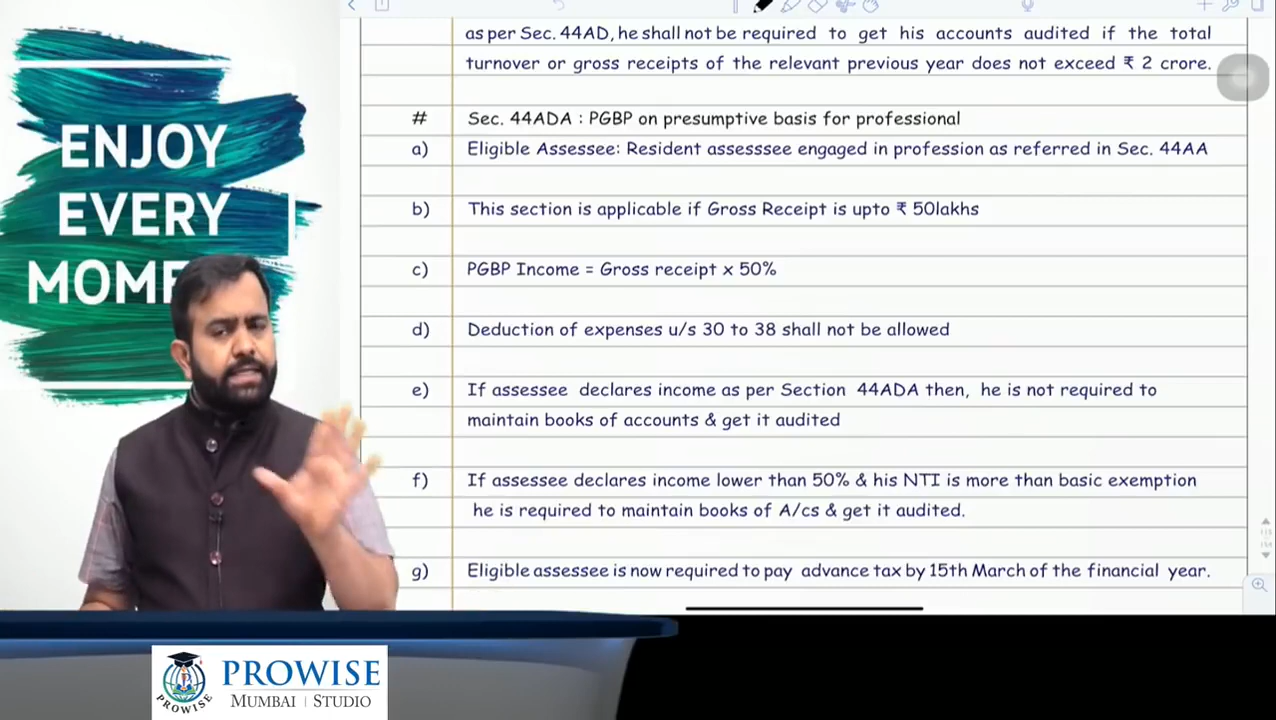 ENJOY
EVERY
as per Sec. 44AD, he shall not be required to get his accounts audited if the total
turnover or gross receipts of the relevant previous year does not exceed ₹ 2 crore.
# Sec. 44ADA : PGBP on presumptive basis for professional
a) Eligible Assessee: Resident assesssee engaged in profession as referred in Sec. 44AA
b) This section is applicable if Gross Receipt is upto ₹ 50lakhs
c) PGBP Income = Gross receipt x 50%
d) Deduction of expenses u/s 30 to 38 shall not be allowed
e) If assessee declares income as per Section 44ADA then, he is not required to
maintain books of accounts & get it audited
f) If assessee declares income lower than 50% & his NTI is more than basic exemption
he is required to maintain books of A/cs & get it audited.
g) Eligible assessee is now required to pay advance tax by 15th March of the financial year.
PROWISE
PROWISE
MUMBAI | STUDIO